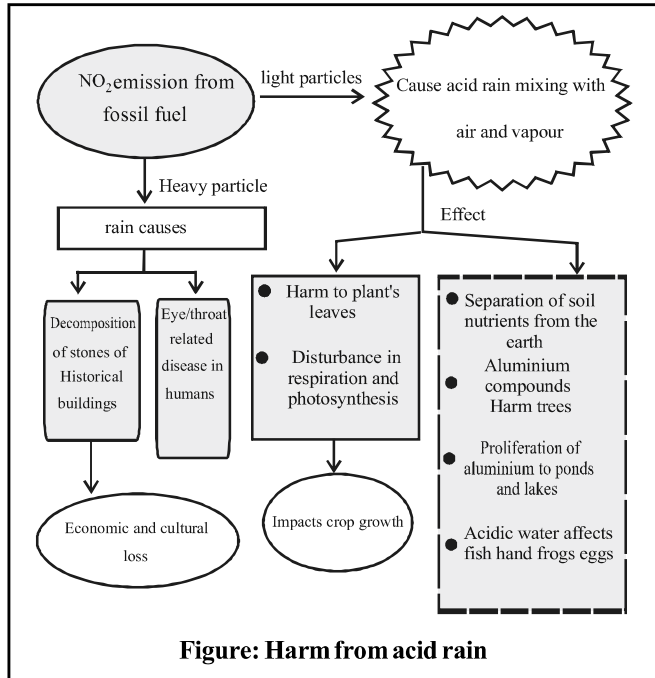 NO₂ emission from
fossil fuel
light particles
Cause acid rain mixing with
air and vapour
Heavy particle
rain causes
Effect
Decomposition
of stones of
Historical
buildings
Eye/throat
related
disease in
humans
● Harm to plant's
leaves
● Disturbance in
respiration and
photosynthesis
● Separation of soil
nutrients from the
earth
● Aluminium
compounds
Harm trees
● Proliferation of
aluminium to ponds
and lakes
● Acidic water affects
fish hand frogs eggs
Economic and cultural
loss
Impacts crop growth
Figure: Harm from acid rain